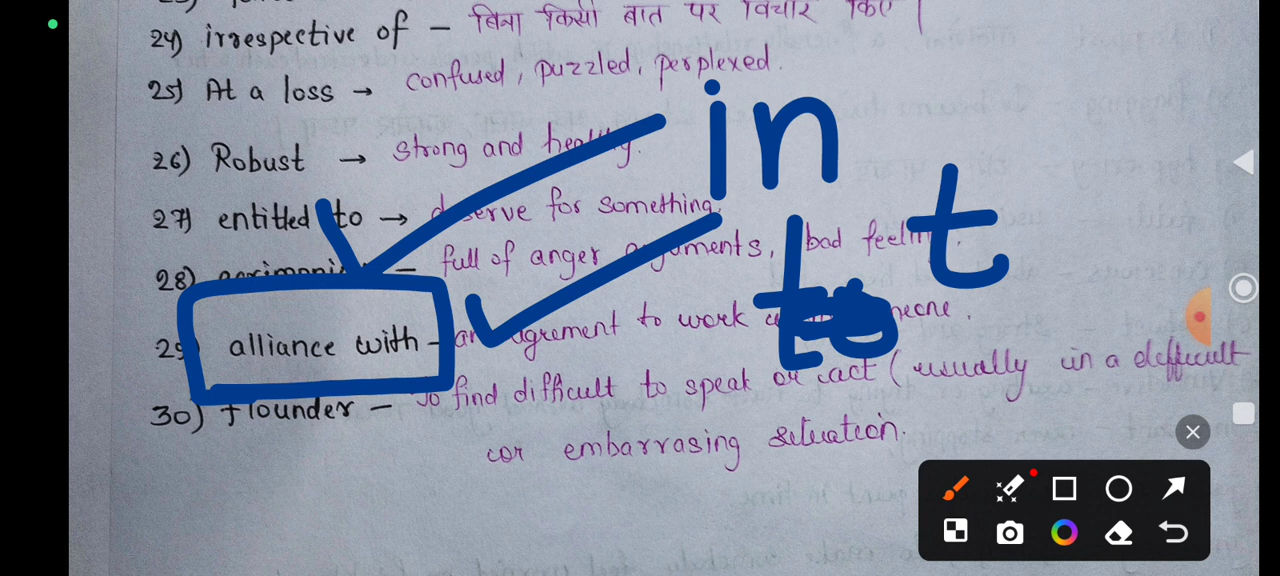 24) irrespective of – बिना किसी बात पर विचार किए |
25) At a loss → confused, puzzled, perplexed.
26) Robust → strong and healthy.
27) entitled to → deserve for something.
28) – full of anger arguments, bad feeling.
29) alliance with – an agrement to work
30) flounder – to find difficult to speak or act (usually in a difficult
or embarrasing situation.
in
to
t